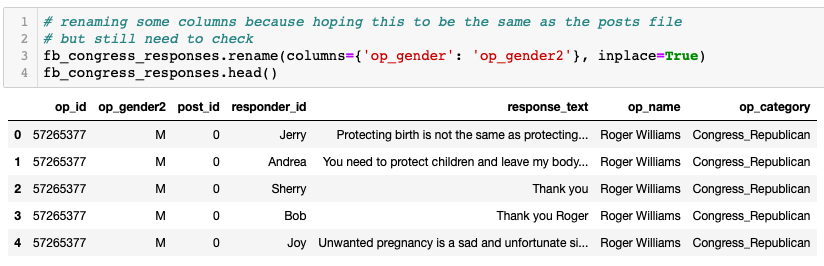 1 # renaming some columns because hoping this to be the same as the posts file
2 # but still need to check
3 fb_congress_responses.rename(columns={'op_gender': 'op_gender2'}, inplace=True)
4 fb_congress_responses.head()
op_id op_gender2 post_id responder_id response_text op_name op_category
0 57265377 M 0 Jerry Protecting birth is not the same as protecting... Roger Williams Congress_Republican
1 57265377 M 0 Andrea You need to protect children and leave my body... Roger Williams Congress_Republican
2 57265377 M 0 Sherry Thank you Roger Williams Congress_Republican
3 57265377 M 0 Bob Thank you Roger Roger Williams Congress_Republican
4 57265377 M 0 Joy Unwanted pregnancy is a sad and unfortunate si... Roger Williams Congress_Republican